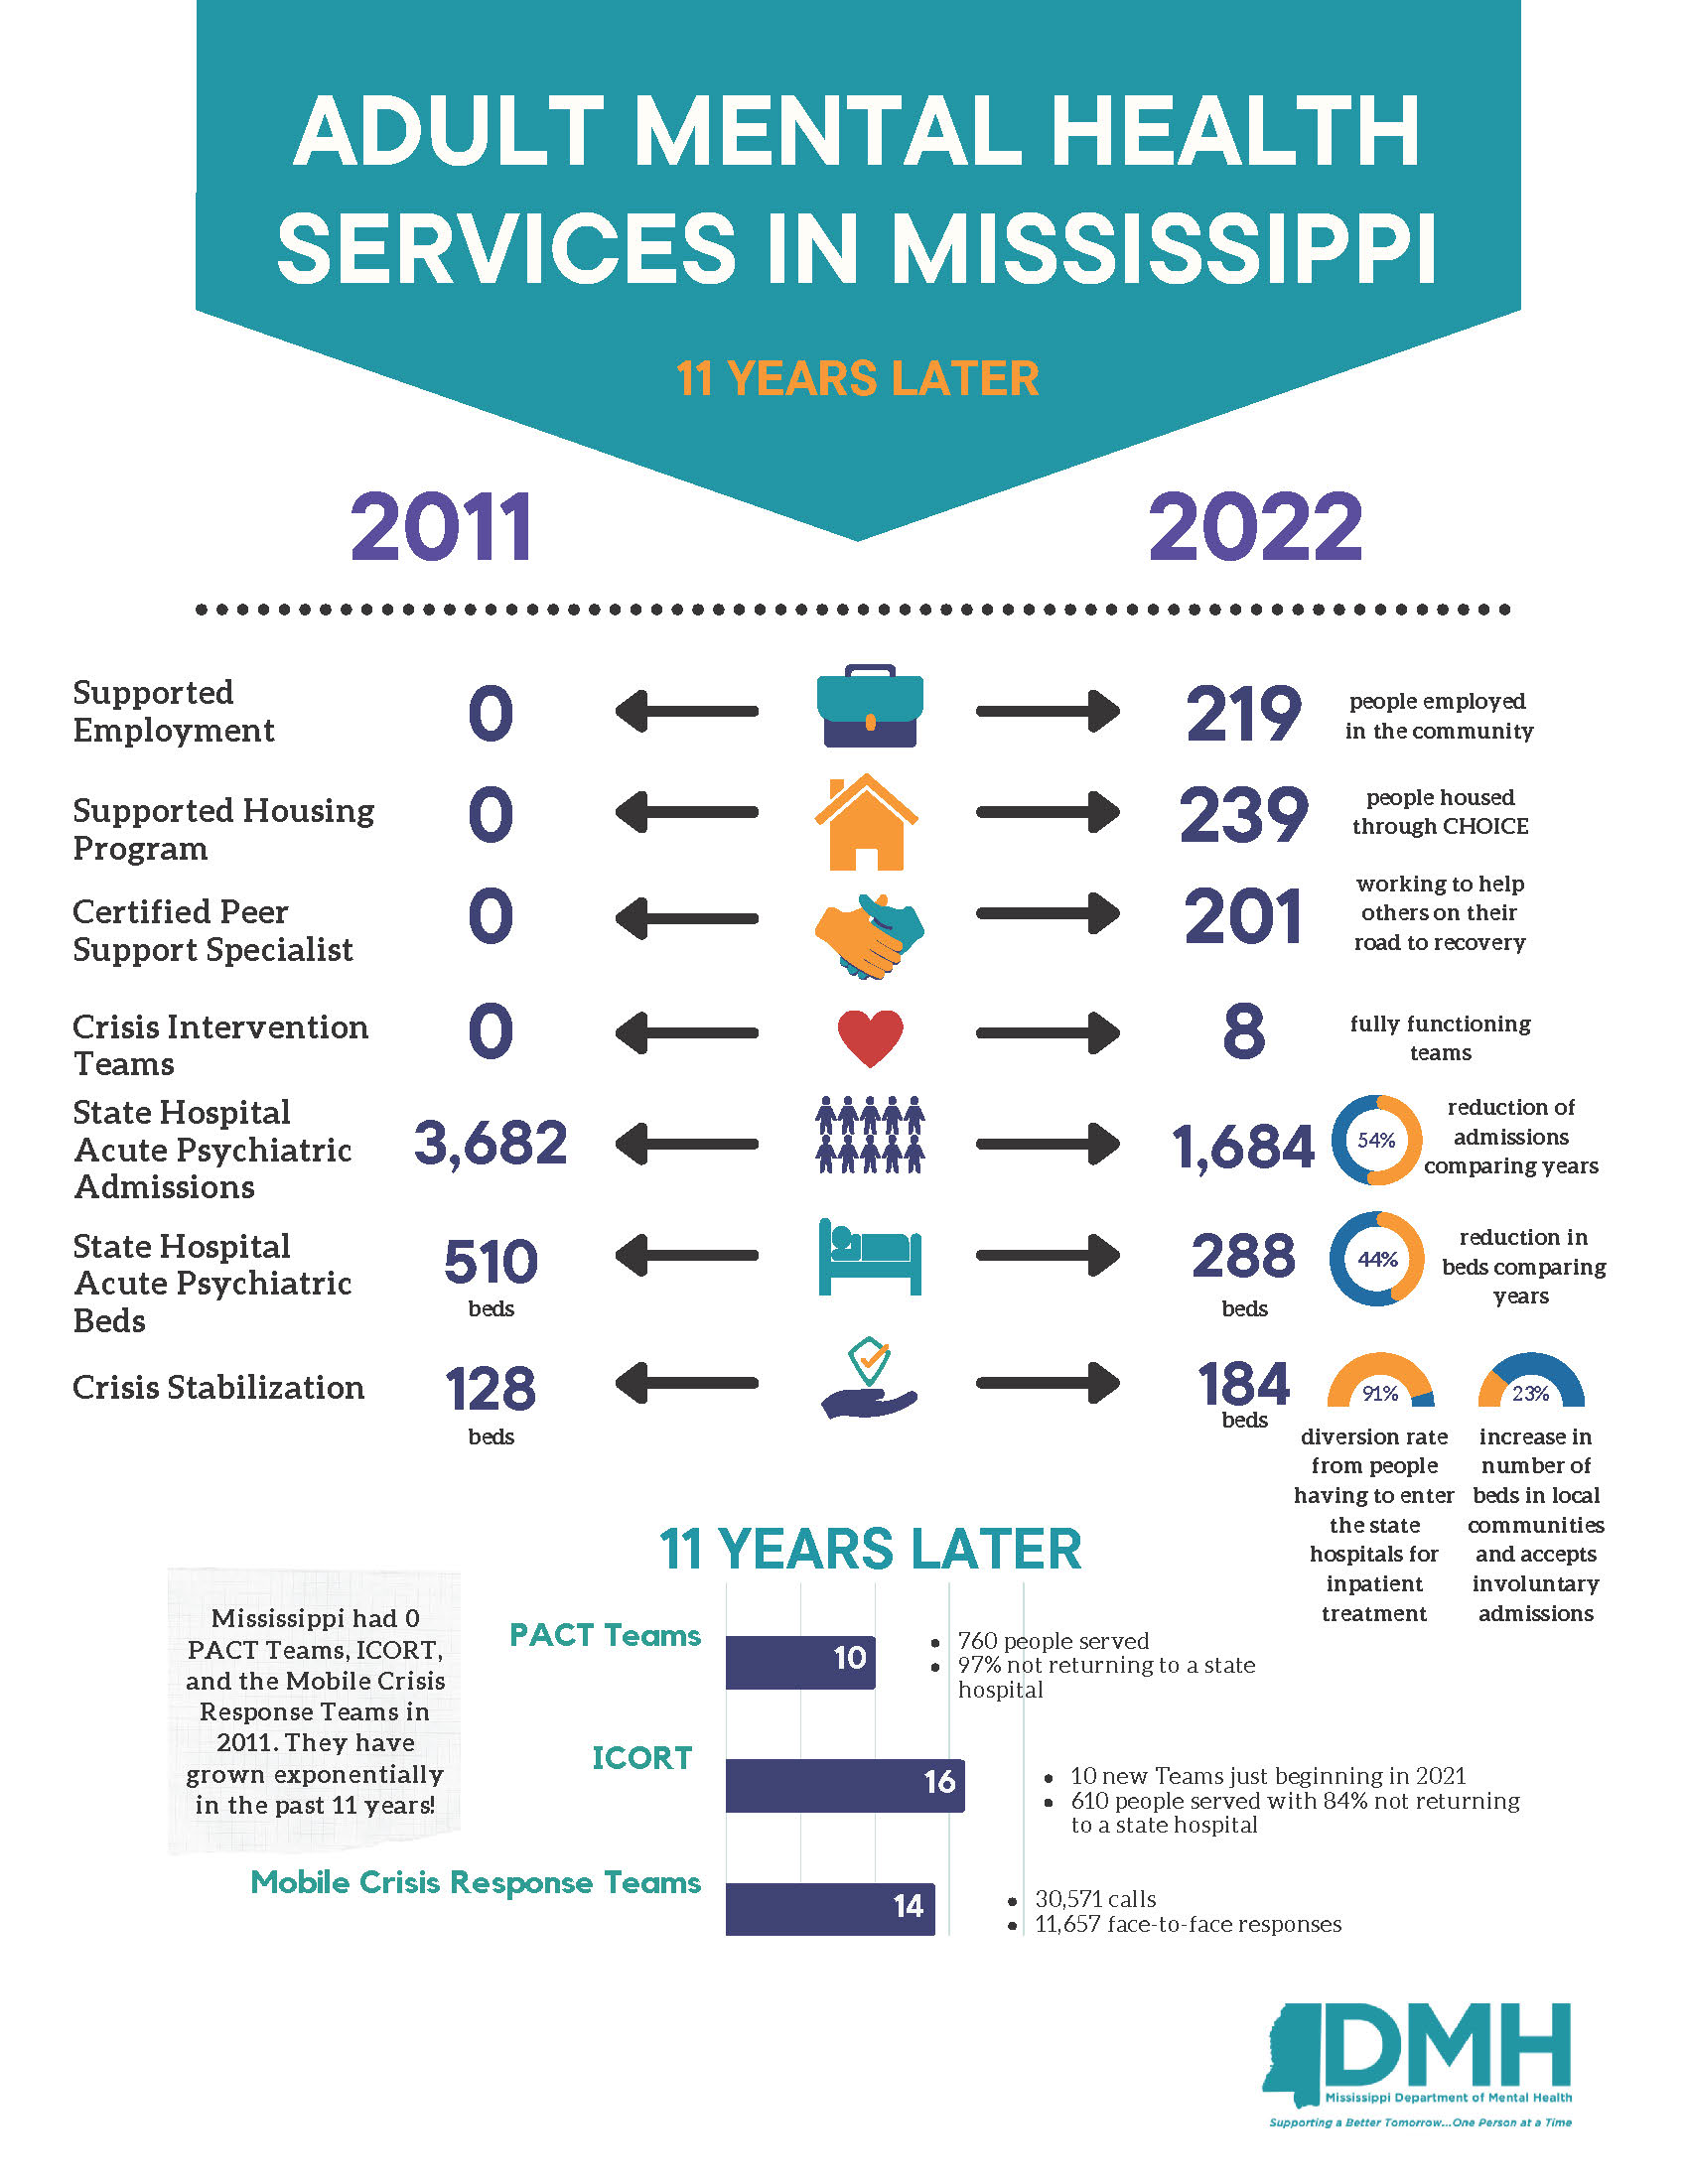 ADULT MENTAL HEALTH
SERVICES IN MISSISSIPPI
11 YEARS LATER
2011
2022
Supported
Employment
0
219
people employed
in the community
Supported Housing
Program
0
239
people housed
through CHOICE
Certified Peer
Support Specialist
0
201
working to help
others on their
road to recovery
Crisis Intervention
Teams
0
8
fully functioning
teams
State Hospital
Acute Psychiatric
Admissions
3,682
1,684
54%
reduction of
admissions
comparing years
State Hospital
Acute Psychiatric
Beds
510
beds
288
beds
44%
reduction in
beds comparing
years
Crisis Stabilization
128
beds
184
beds
91%
diversion rate
from people
having to enter
the state
hospitals for
inpatient
treatment
23%
increase in
number of
beds in local
communities
and accepts
involuntary
admissions
11 YEARS LATER
Mississippi had 0
PACT Teams, ICORT,
and the Mobile Crisis
Response Teams in
2011. They have
grown exponentially
in the past 11 years!
PACT Teams
10
• 760 people served
• 97% not returning to a state
hospital
ICORT
16
• 10 new Teams just beginning in 2021
• 610 people served with 84% not returning
to a state hospital
Mobile Crisis Response Teams
14
• 30,571 calls
• 11,657 face-to-face responses
DMH
Mississippi Department of Mental Health
Supporting a Better Tomorrow...One Person at a Time